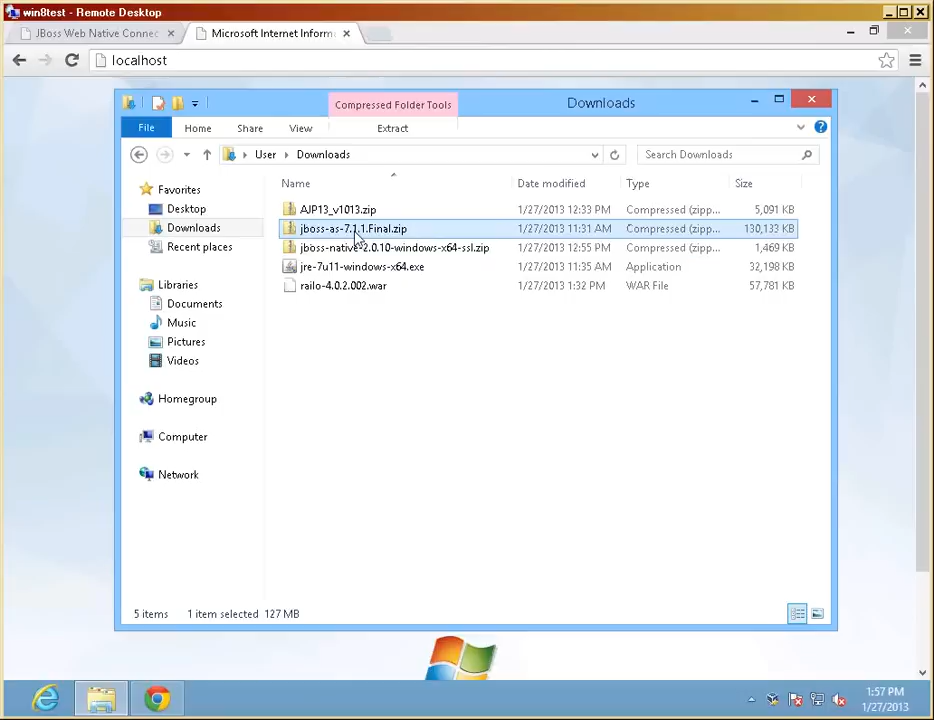 win8test - Remote Desktop
JBoss Web Native Connec
Microsoft Internet Inform
localhost
Compressed Folder Tools
Downloads
File
Home
Share
View
Extract
User
Downloads
Search Downloads
Name
Date modified
Type
Size
Favorites
Desktop
Downloads
Recent places
Libraries
Documents
Music
Pictures
Videos
Homegroup
Computer
Network
AJP13_v1013.zip 1/27/2013 12:33 PM Compressed (zipp... 5,091 KB
jboss-as-7.1.1.Final.zip 1/27/2013 11:31 AM Compressed (zipp... 130,133 KB
jboss-native-2.0.10-windows-x64-ssl.zip 1/27/2013 12:55 PM Compressed (zipp... 1,469 KB
jre-7u11-windows-x64.exe 1/27/2013 11:35 AM Application 32,198 KB
railo-4.0.2.002.war 1/27/2013 1:32 PM WAR File 57,781 KB
5 items 1 item selected 127 MB
1:57 PM
1/27/2013